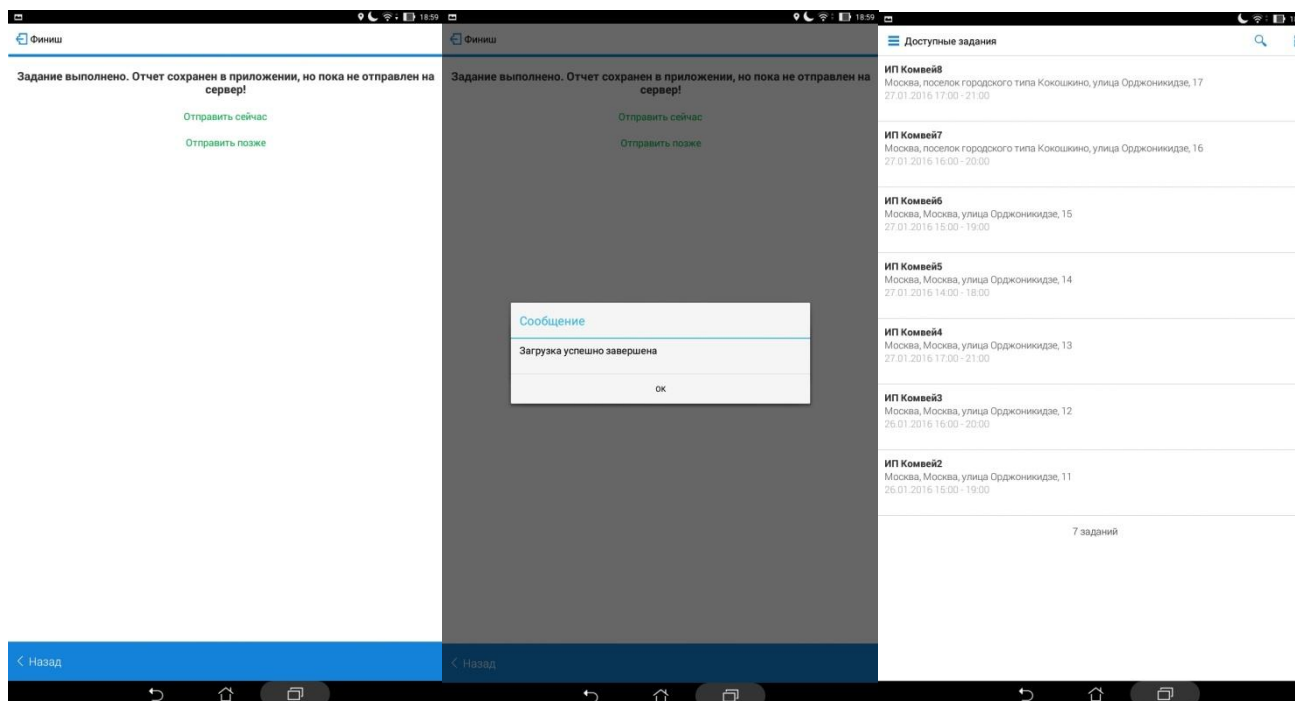 18:59
Финиш
Задание выполнено. Отчет сохранен в приложении, но пока не отправлен на
сервер!
Отправить сейчас
Отправить позже
Назад
18:59
Финиш
Задание выполнено. Отчет сохранен в приложении, но пока не отправлен на
сервер!
Отправить сейчас
Отправить позже
Сообщение
Загрузка успешно завершена
ОК
Назад
Доступные задания
ИП Комвей8
Москва, поселок городского типа Кокошкино, улица Орджоникидзе, 17
27.01.2016 17:00 - 21:00
ИП Комвей7
Москва, поселок городского типа Кокошкино, улица Орджоникидзе, 16
27.01.2016 16:00 - 20:00
ИП Комвей6
Москва, Москва, улица Орджоникидзе, 15
27.01.2016 15:00 - 19:00
ИП Комвей5
Москва, Москва, улица Орджоникидзе, 14
27.01.2016 14:00 - 18:00
ИП Комвей4
Москва, Москва, улица Орджоникидзе, 13
27.01.2016 17:00 - 21:00
ИП Комвей3
Москва, Москва, улица Орджоникидзе, 12
26.01.2016 16:00 - 20:00
ИП Комвей2
Москва, Москва, улица Орджоникидзе, 11
26.01.2016 15:00 - 19:00
7 заданий